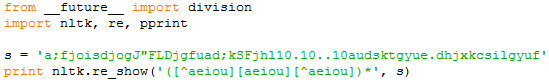 from __future__ import division
import nltk, re, pprint
s = 'a;fjoisdjogJ"FLDjgfuad;kSFjhl10.10..10audsktgyue.dhjxkcsilgyuf'
print nltk.re_show('([^aeiou][aeiou][^aeiou])*', s)